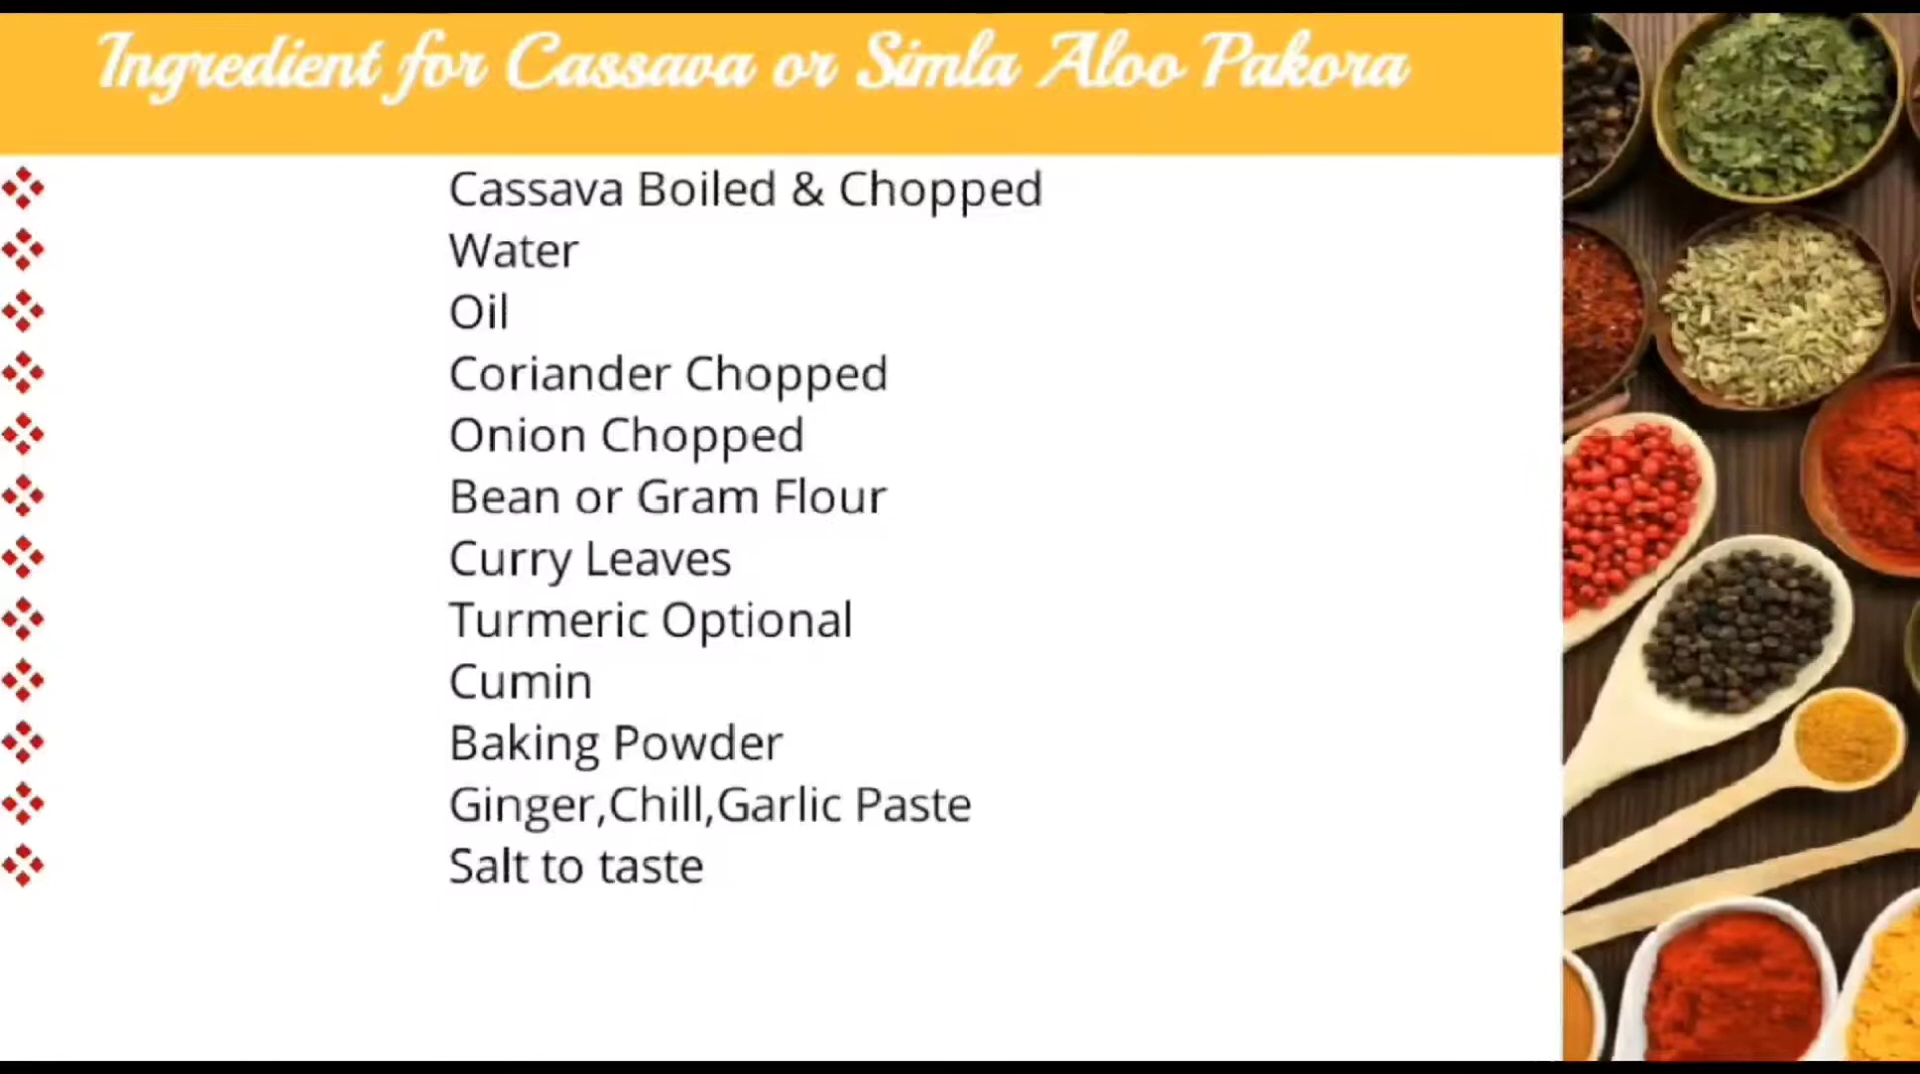 Ingredient for Cassava or Simla Aloo Pakora
Cassava Boiled & Chopped
Water
Oil
Coriander Chopped
Onion Chopped
Bean or Gram Flour
Curry Leaves
Turmeric Optional
Cumin
Baking Powder
Ginger,Chill,Garlic Paste
Salt to taste